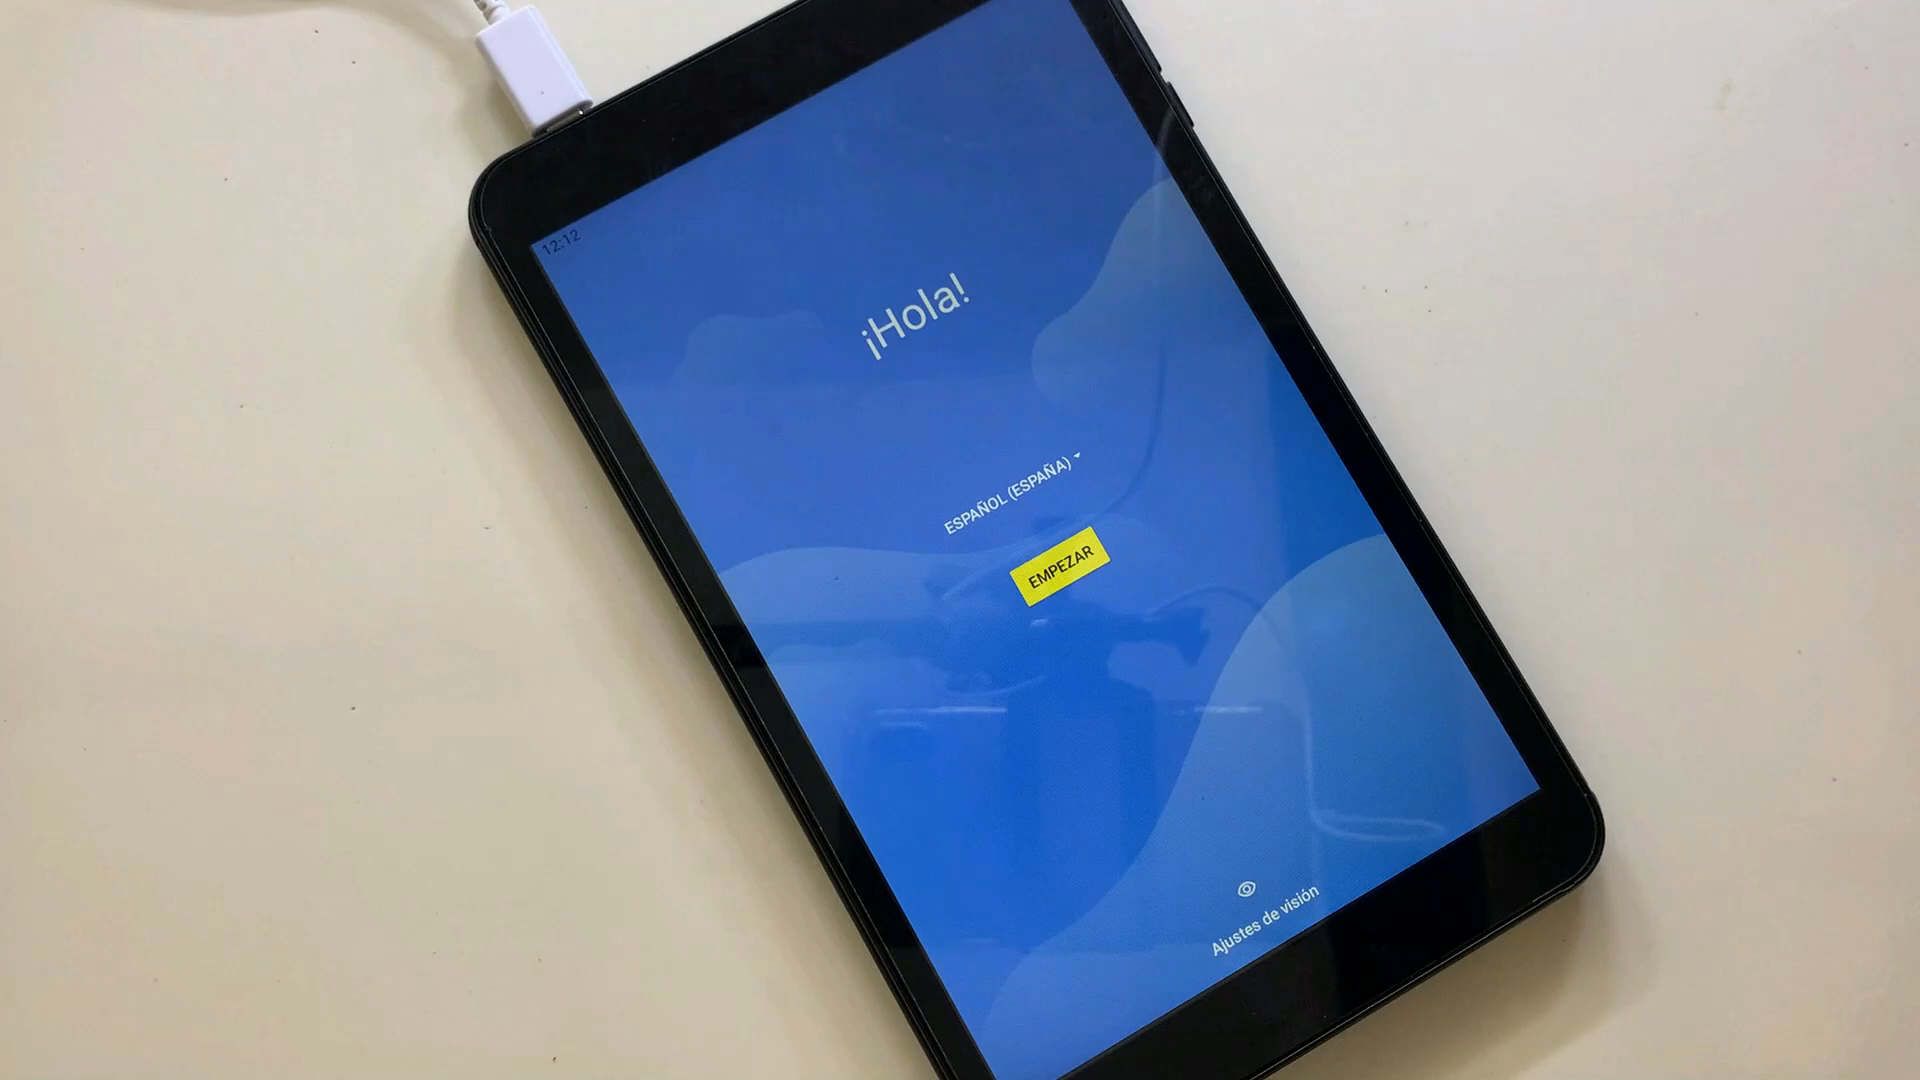 12:12
¡Hola!
ESPAÑOL (ESPAÑA)
EMPEZAR
Ajustes de visión